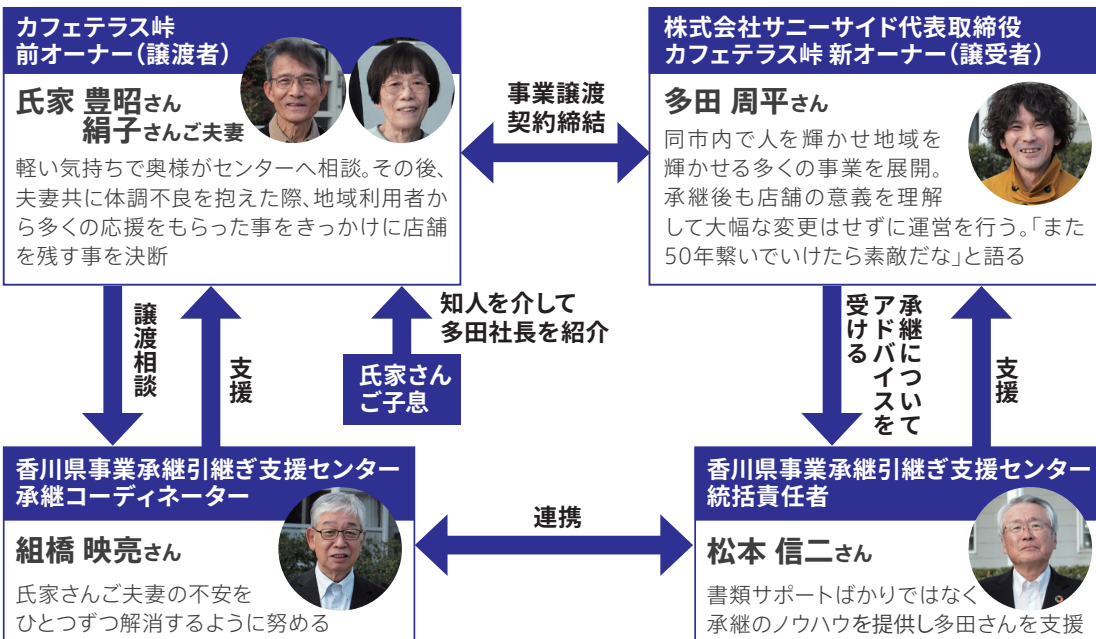 カフェテラス峠
前オーナー(譲渡者)
氏家 豊昭さん
絹子さんご夫妻
軽い気持ちで奥様がセンターへ相談。その後、
夫妻共に体調不良を抱えた際、地域利用者か
ら多くの応援をもらった事をきっかけに店舗
を残す事を決断
事業譲渡
契約締結
株式会社サニーサイド代表取締役
カフェテラス峠 新オーナー(譲受者)
多田 周平さん
同市内で人を輝かせ地域を
輝かせる多くの事業を展開。
承継後も店舗の意義を理解
して大幅な変更はせずに運営を行う。「また
50年繋いでいけたら素敵だな」と語る
譲渡相談
支援
知人を介して
多田社長を紹介
氏家さん
ご子息
承継について
アドバイスを
受ける
支援
香川県事業承継引継ぎ支援センター
承継コーディネーター
組橋 映亮さん
氏家さんご夫妻の不安を
ひとつずつ解消するように努める
連携
香川県事業承継引継ぎ支援センター
統括責任者
松本 信二さん
書類サポートばかりではなく
承継のノウハウを提供し多田さんを支援